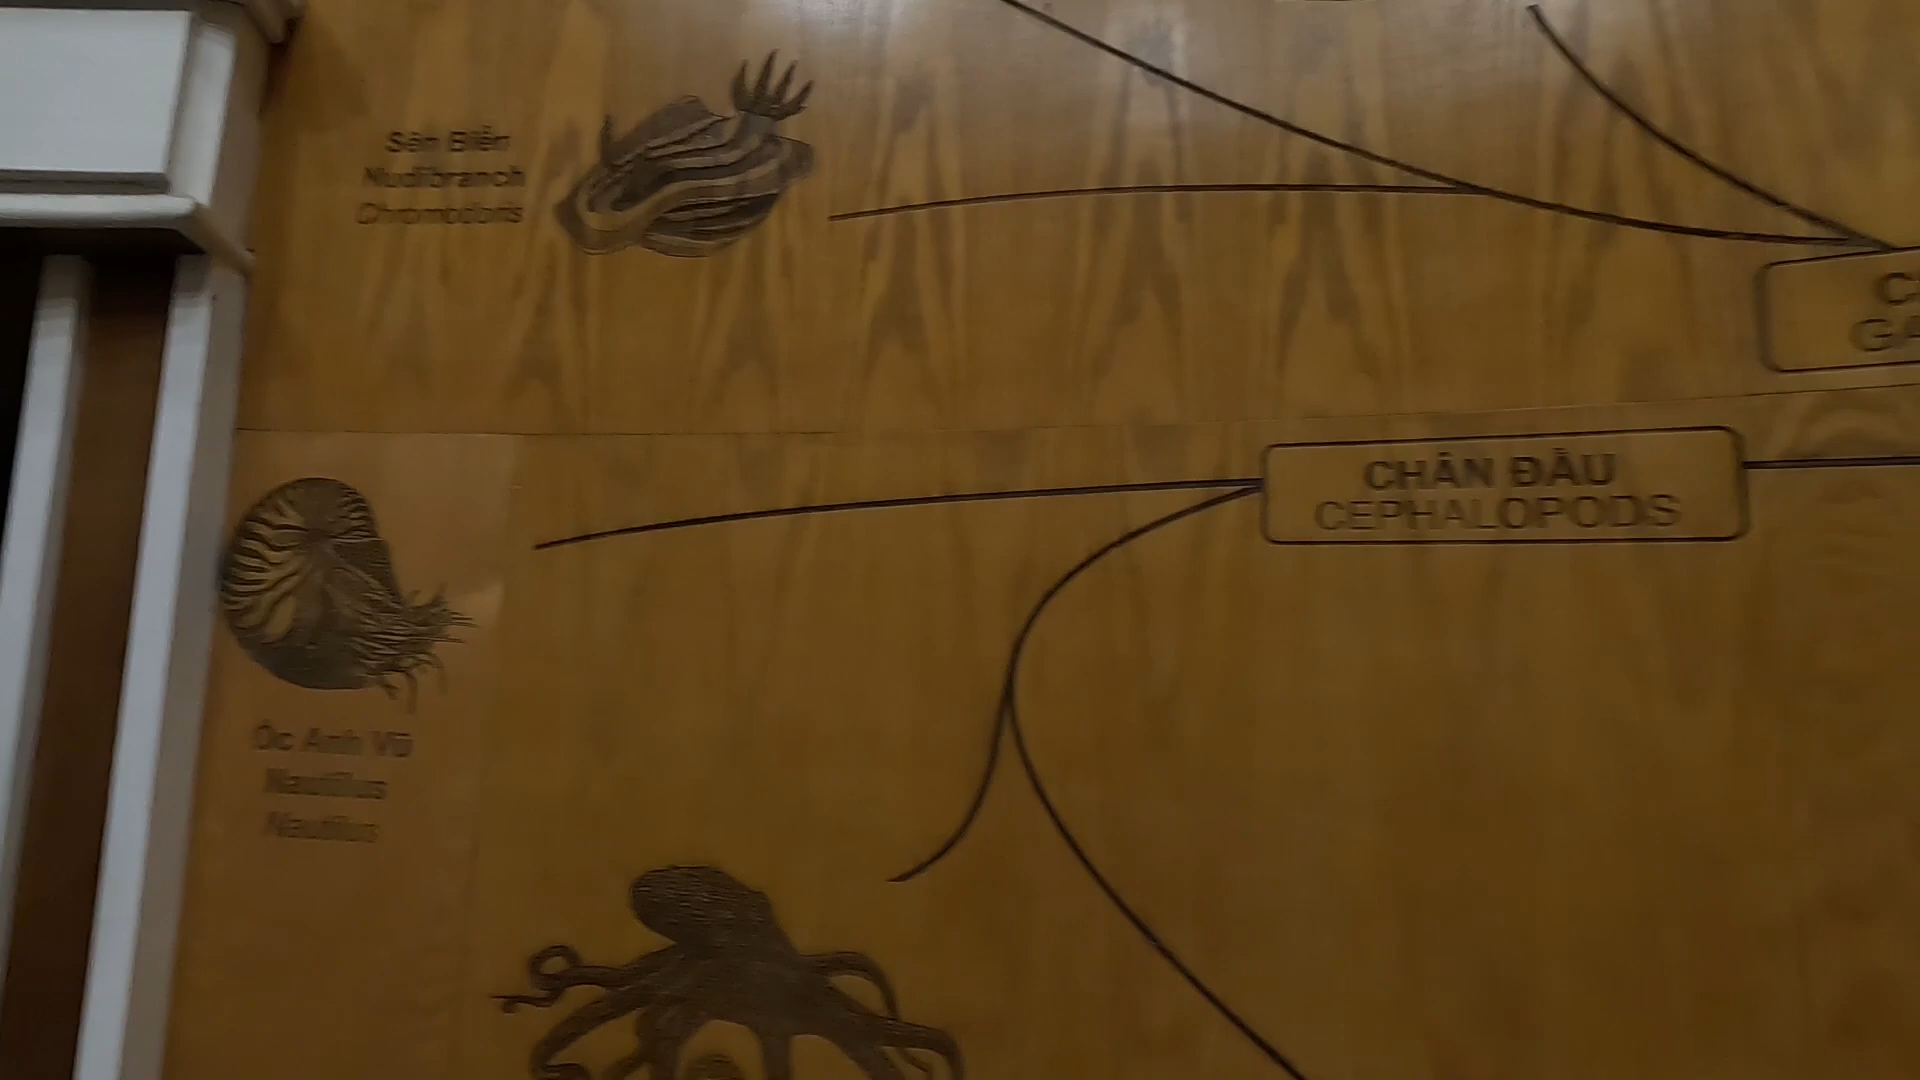 Sên Biển
Nudibranch
Chromodoris
CHÂN ĐẦU
CEPHALOPODS
Ốc Anh Vũ
Nautilus
Nautilus